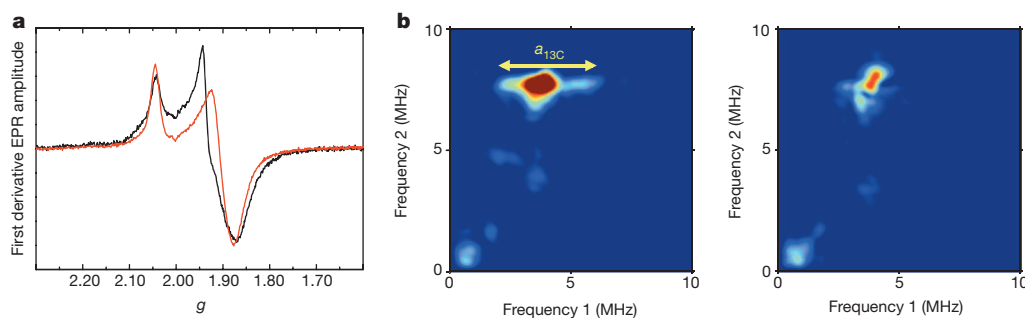 a
First derivative EPR amplitude
2.20 2.10 2.00 1.90 1.80 1.70
g
b
a13C
10
5
0
Frequency 2 (MHz)
5 10
Frequency 1 (MHz)
10
5
0
Frequency 2 (MHz)
0 5 10
Frequency 1 (MHz)